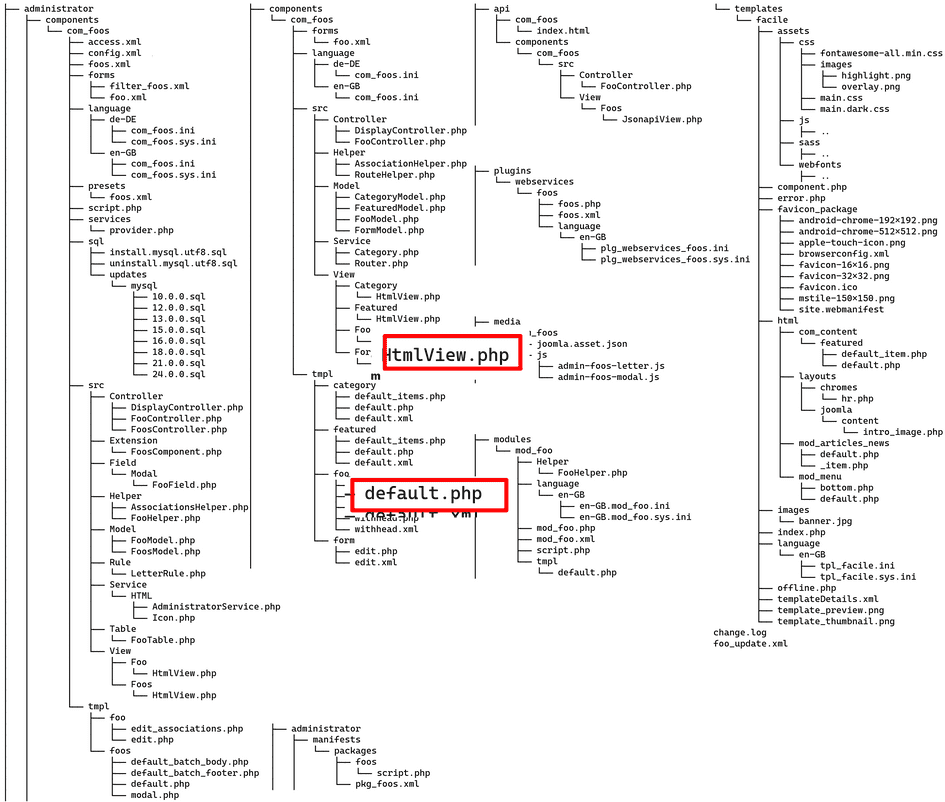 administrator
components
com_foos
access.xml
config.xml
foos.xml
forms
filter_foos.xml
foo.xml
language
de-DE
com_foos.ini
com_foos.sys.ini
en-GB
com_foos.ini
com_foos.sys.ini
presets
foos.xml
script.php
services
provider.php
sql
install.mysql.utf8.sql
uninstall.mysql.utf8.sql
updates
mysql
10.0.0.sql
12.0.0.sql
13.0.0.sql
15.0.0.sql
16.0.0.sql
18.0.0.sql
21.0.0.sql
24.0.0.sql
src
Controller
DisplayController.php
FooController.php
FoosController.php
Extension
FoosComponent.php
Field
Modal
FooField.php
Helper
AssociationsHelper.php
FooHelper.php
Model
FooModel.php
FoosModel.php
Rule
LetterRule.php
Service
HTML
AdministratorService.php
Icon.php
Table
FooTable.php
View
Foo
HtmlView.php
Foos
HtmlView.php
tmpl
foo
edit_associations.php
edit.php
foos
default_batch_body.php
default_batch_footer.php
default.php
modal.php
components
com_foos
forms
foo.xml
language
de-DE
com_foos.ini
en-GB
com_foos.ini
src
Controller
DisplayController.php
FooController.php
Helper
AssociationHelper.php
RouteHelper.php
Model
CategoryModel.php
FeaturedModel.php
FooModel.php
FormModel.php
Service
Category.php
Router.php
View
Category
HtmlView.php
Featured
HtmlView.php
Foo
HtmlView.php
For
m
tmpl
category
default_items.php
default.php
default.xml
featured
default_items.php
default.php
default.xml
foo
default.php
withhead.php
withhead.xml
form
edit.php
edit.xml
administrator
manifests
packages
foos
script.php
pkg_foos.xml
api
com_foos
index.html
components
com_foos
src
Controller
FooController.php
View
Foos
JsonapiView.php
plugins
webservices
foos
foos.php
foos.xml
language
en-GB
plg_webservices_foos.ini
plg_webservices_foos.sys.ini
media
_foos
joomla.asset.json
js
admin-foos-letter.js
admin-foos-modal.js
modules
mod_foo
Helper
FooHelper.php
language
en-GB
en-GB.mod_foo.ini
en-GB.mod_foo.sys.ini
mod_foo.php
mod_foo.xml
script.php
tmpl
default.php
templates
facile
assets
css
fontawesome-all.min.css
images
highlight.png
overlay.png
main.css
main.dark.css
js
..
sass
..
webfonts
..
component.php
error.php
favicon_package
android-chrome-192×192.png
android-chrome-512×512.png
apple-touch-icon.png
browserconfig.xml
favicon-16×16.png
favicon-32×32.png
favicon.ico
mstile-150×150.png
site.webmanifest
html
com_content
featured
default_item.php
default.php
layouts
chromes
hr.php
joomla
content
intro_image.php
mod_articles_news
default.php
_item.php
mod_menu
bottom.php
default.php
images
banner.jpg
index.php
language
en-GB
tpl_facile.ini
tpl_facile.sys.ini
offline.php
templateDetails.xml
template_preview.png
template_thumbnail.png
change.log
foo_update.xml